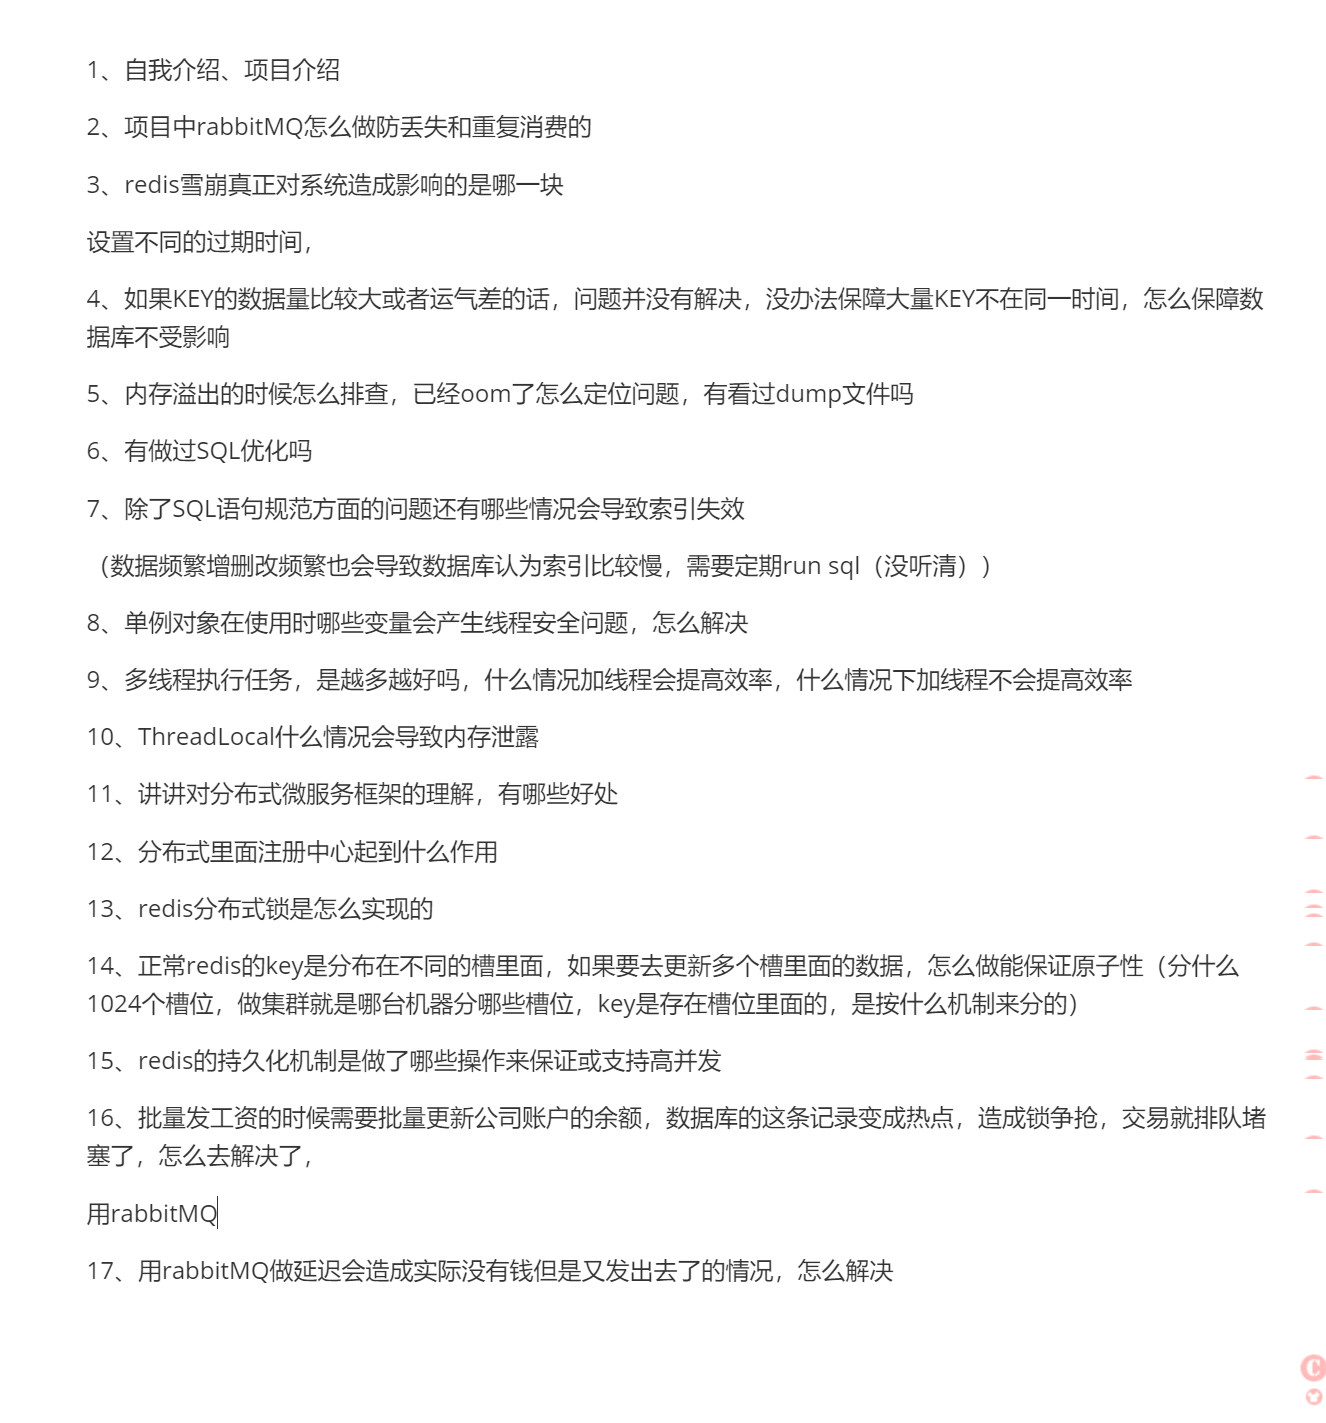 1、自我介绍、项目介绍
2、项目中rabbitMQ怎么做防丢失和重复消费的
3、redis雪崩真正对系统造成影响的是哪一块
设置不同的过期时间，
4、如果KEY的数据量比较大或者运气差的话，问题并没有解决，没办法保障大量KEY不在同一时间，怎么保障数
据库不受影响
5、内存溢出的时候怎么排查，已经oom了怎么定位问题，有看过dump文件吗
6、有做过SQL优化吗
7、除了SQL语句规范方面的问题还有哪些情况会导致索引失效
（数据频繁增删改频繁也会导致数据库认为索引比较慢，需要定期run sql（没听清））
8、单例对象在使用时哪些变量会产生线程安全问题，怎么解决
9、多线程执行任务，是越多越好吗，什么情况加线程会提高效率，什么情况下加线程不会提高效率
10、ThreadLocal什么情况会导致内存泄露
11、讲讲对分布式微服务框架的理解，有哪些好处
12、分布式里面注册中心起到什么作用
13、redis分布式锁是怎么实现的
14、正常redis的key是分布在不同的槽里面，如果要去更新多个槽里面的数据，怎么做能保证原子性（分什么
1024个槽位，做集群就是哪台机器分哪些槽位，key是存在槽位里面的，是按什么机制来分的）
15、redis的持久化机制是做了哪些操作来保证或支持高并发
16、批量发工资的时候需要批量更新公司账户的余额，数据库的这条记录变成热点，造成锁争抢，交易就排队堵
塞了，怎么去解决了，
用rabbitMQ
17、用rabbitMQ做延迟会造成实际没有钱但是又发出去了的情况，怎么解决
C